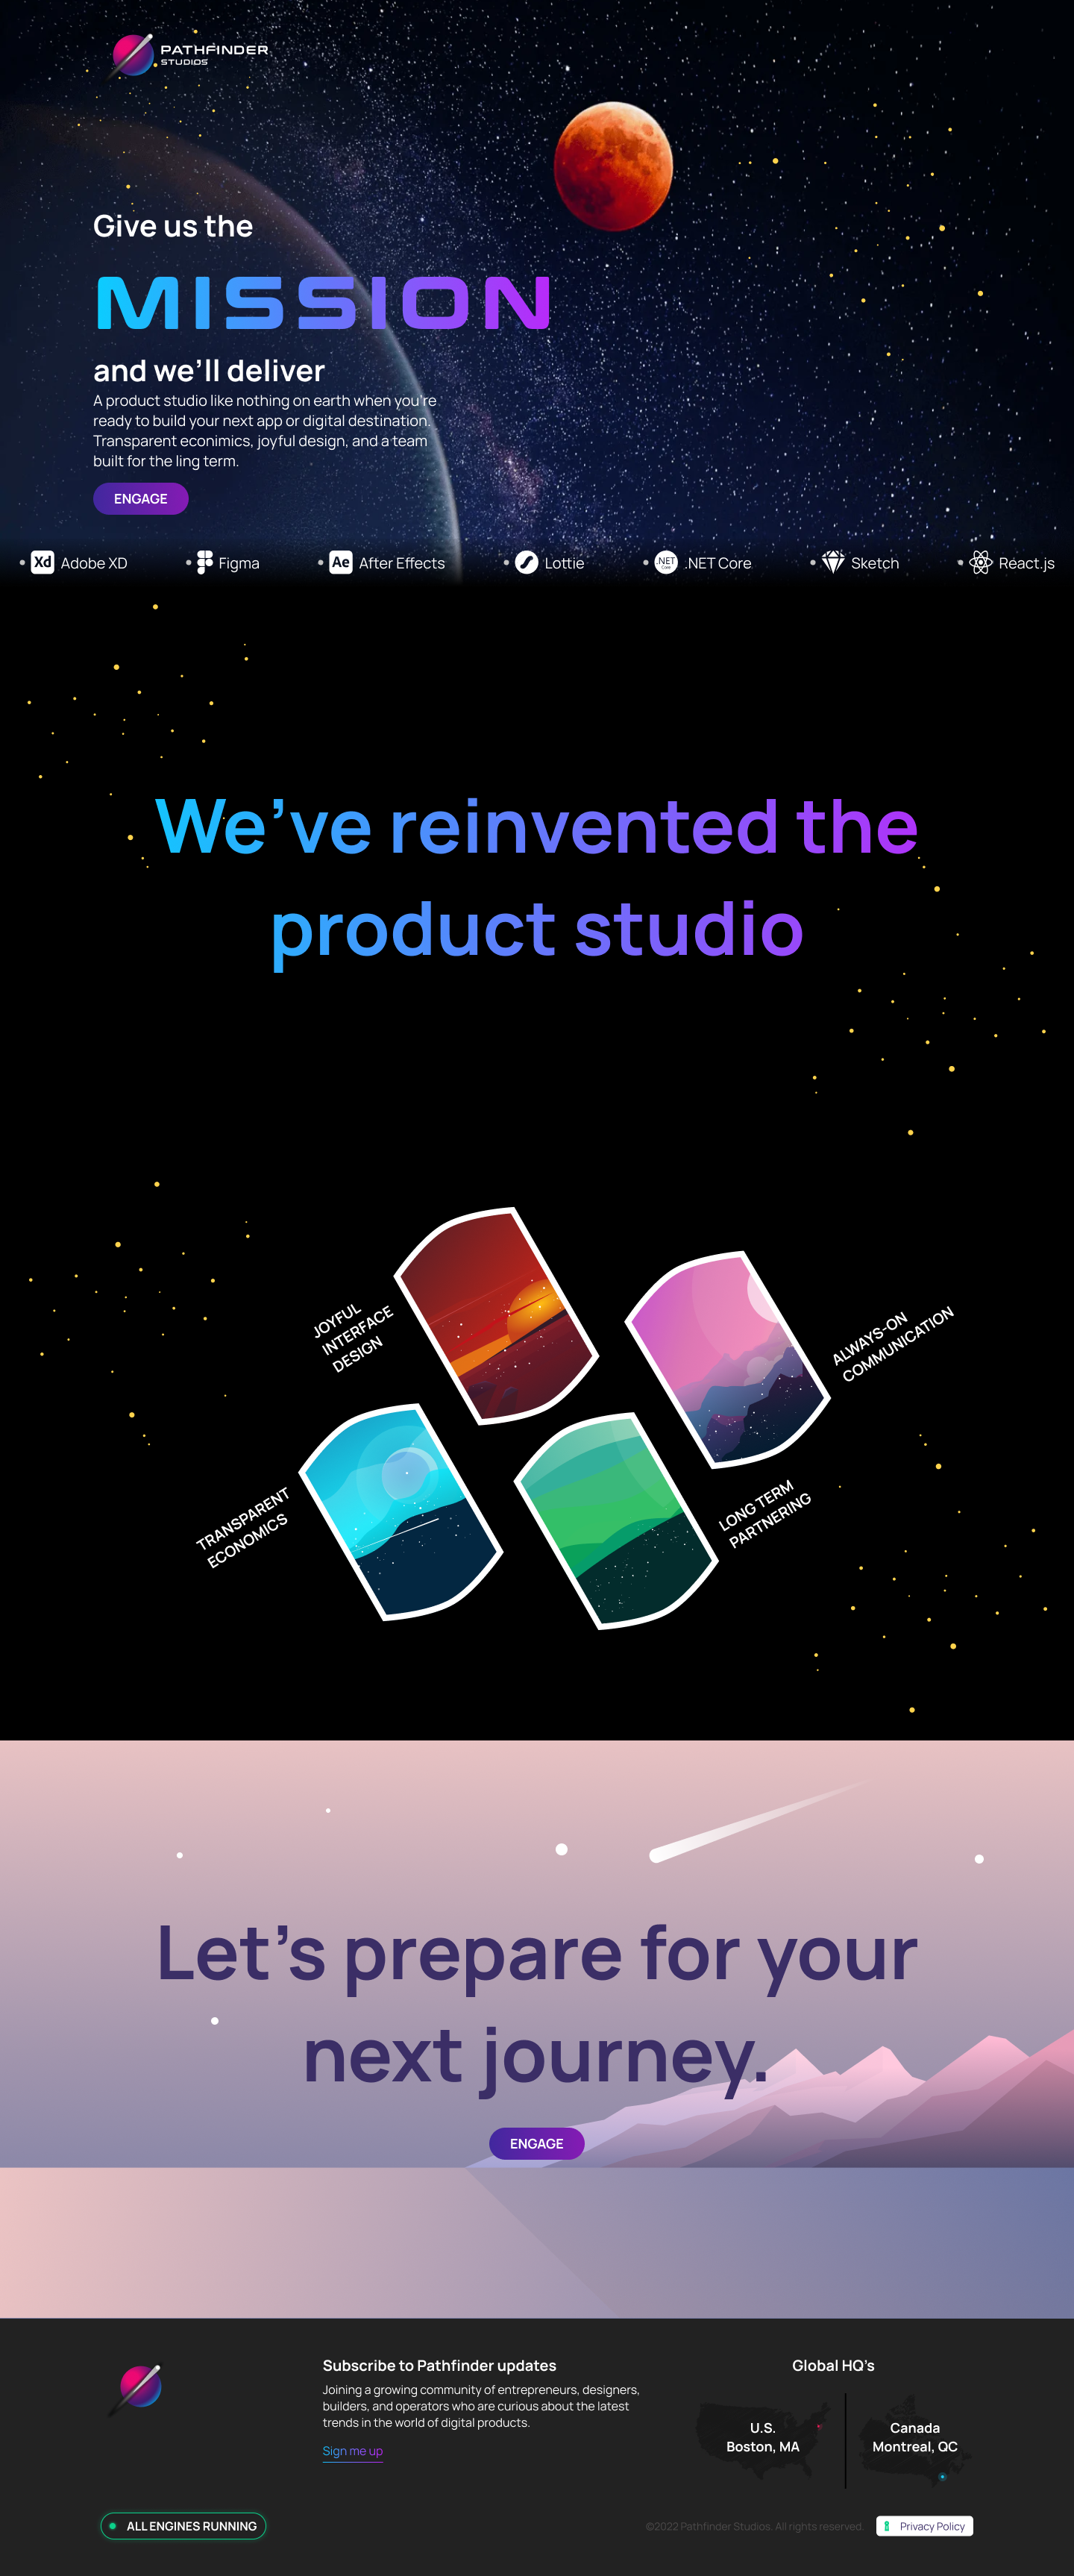 PATHFINDER
STUDIOS
Give us the
MISSION
and we'll deliver
A product studio like nothing on earth when you're
ready to build your next app or digital destination.
Transparent econimics, joyful design, and a team
built for the ling term.
ENGAGE
Xd Adobe XD
Figma
Ae After Effects
Lottie
.NET Core .NET Core
Sketch
React.js
We've reinvented the
product studio
JOYFUL
INTERFACE
DESIGN
ALWAYS-ON
COMMUNICATION
TRANSPARENT
ECONOMICS
LONG TERM
PARTNERING
Let's prepare for your
next journey.
ENGAGE
Subscribe to Pathfinder updates
Joining a growing community of entrepreneurs, designers,
builders, and operators who are curious about the latest
trends in the world of digital products.
Sign me up
Global HQ's
U.S.
Boston, MA
Canada
Montreal, QC
ALL ENGINES RUNNING
©2022 Pathfinder Studios. All rights reserved.
Privacy Policy